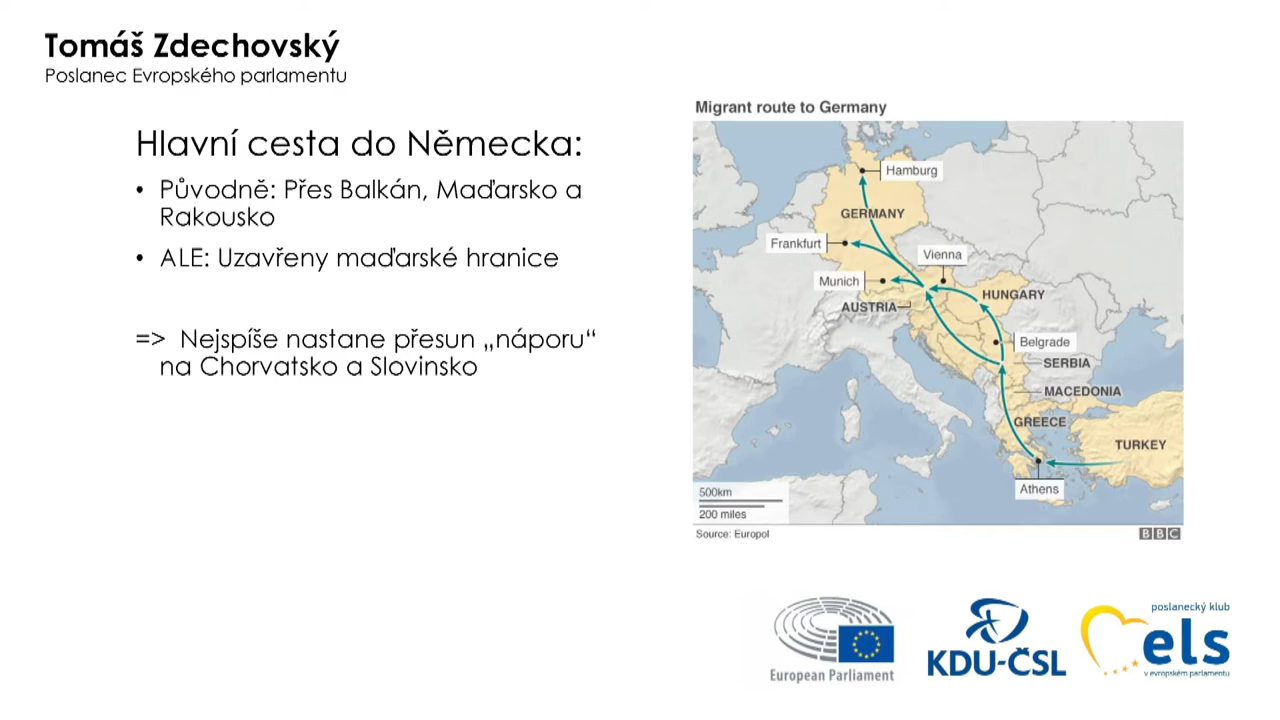 Tomáš Zdechovský
Poslanec Evropského parlamentu
Hlavní cesta do Německa:
• Původně: Přes Balkán, Maďarsko a
Rakousko
• ALE: Uzavřeny maďarské hranice
=> Nejspíše nastane přesun „náporu“
na Chorvatsko a Slovinsko
Migrant route to Germany
Hamburg
GERMANY
Frankfurt
Vienna
Munich
HUNGARY
AUSTRIA
Belgrade
SERBIA
MACEDONIA
GREECE
TURKEY
Athens
500km
200 miles
Source: Europol
BBC
European Parliament
KDU-ČSL
poslanecký klub
els
v evropském parlamentu